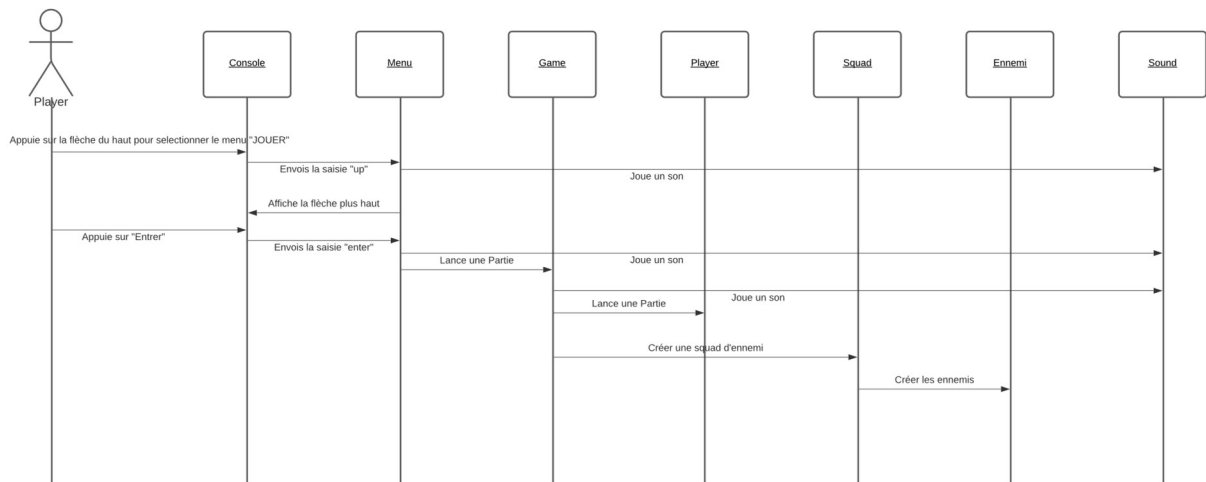 Console
Menu
Game
Player
Squad
Ennemi
Sound
Player
Appuie sur la flèche du haut pour selectionner le menu "JOUER"
Envois la saisie "up"
Joue un son
Affiche la flèche plus haut
Appuie sur "Entrer"
Envois la saisie "enter"
Joue un son
Lance une Partie
Joue un son
Lance une Partie
Créer une squad d'ennemi
Créer les ennemis